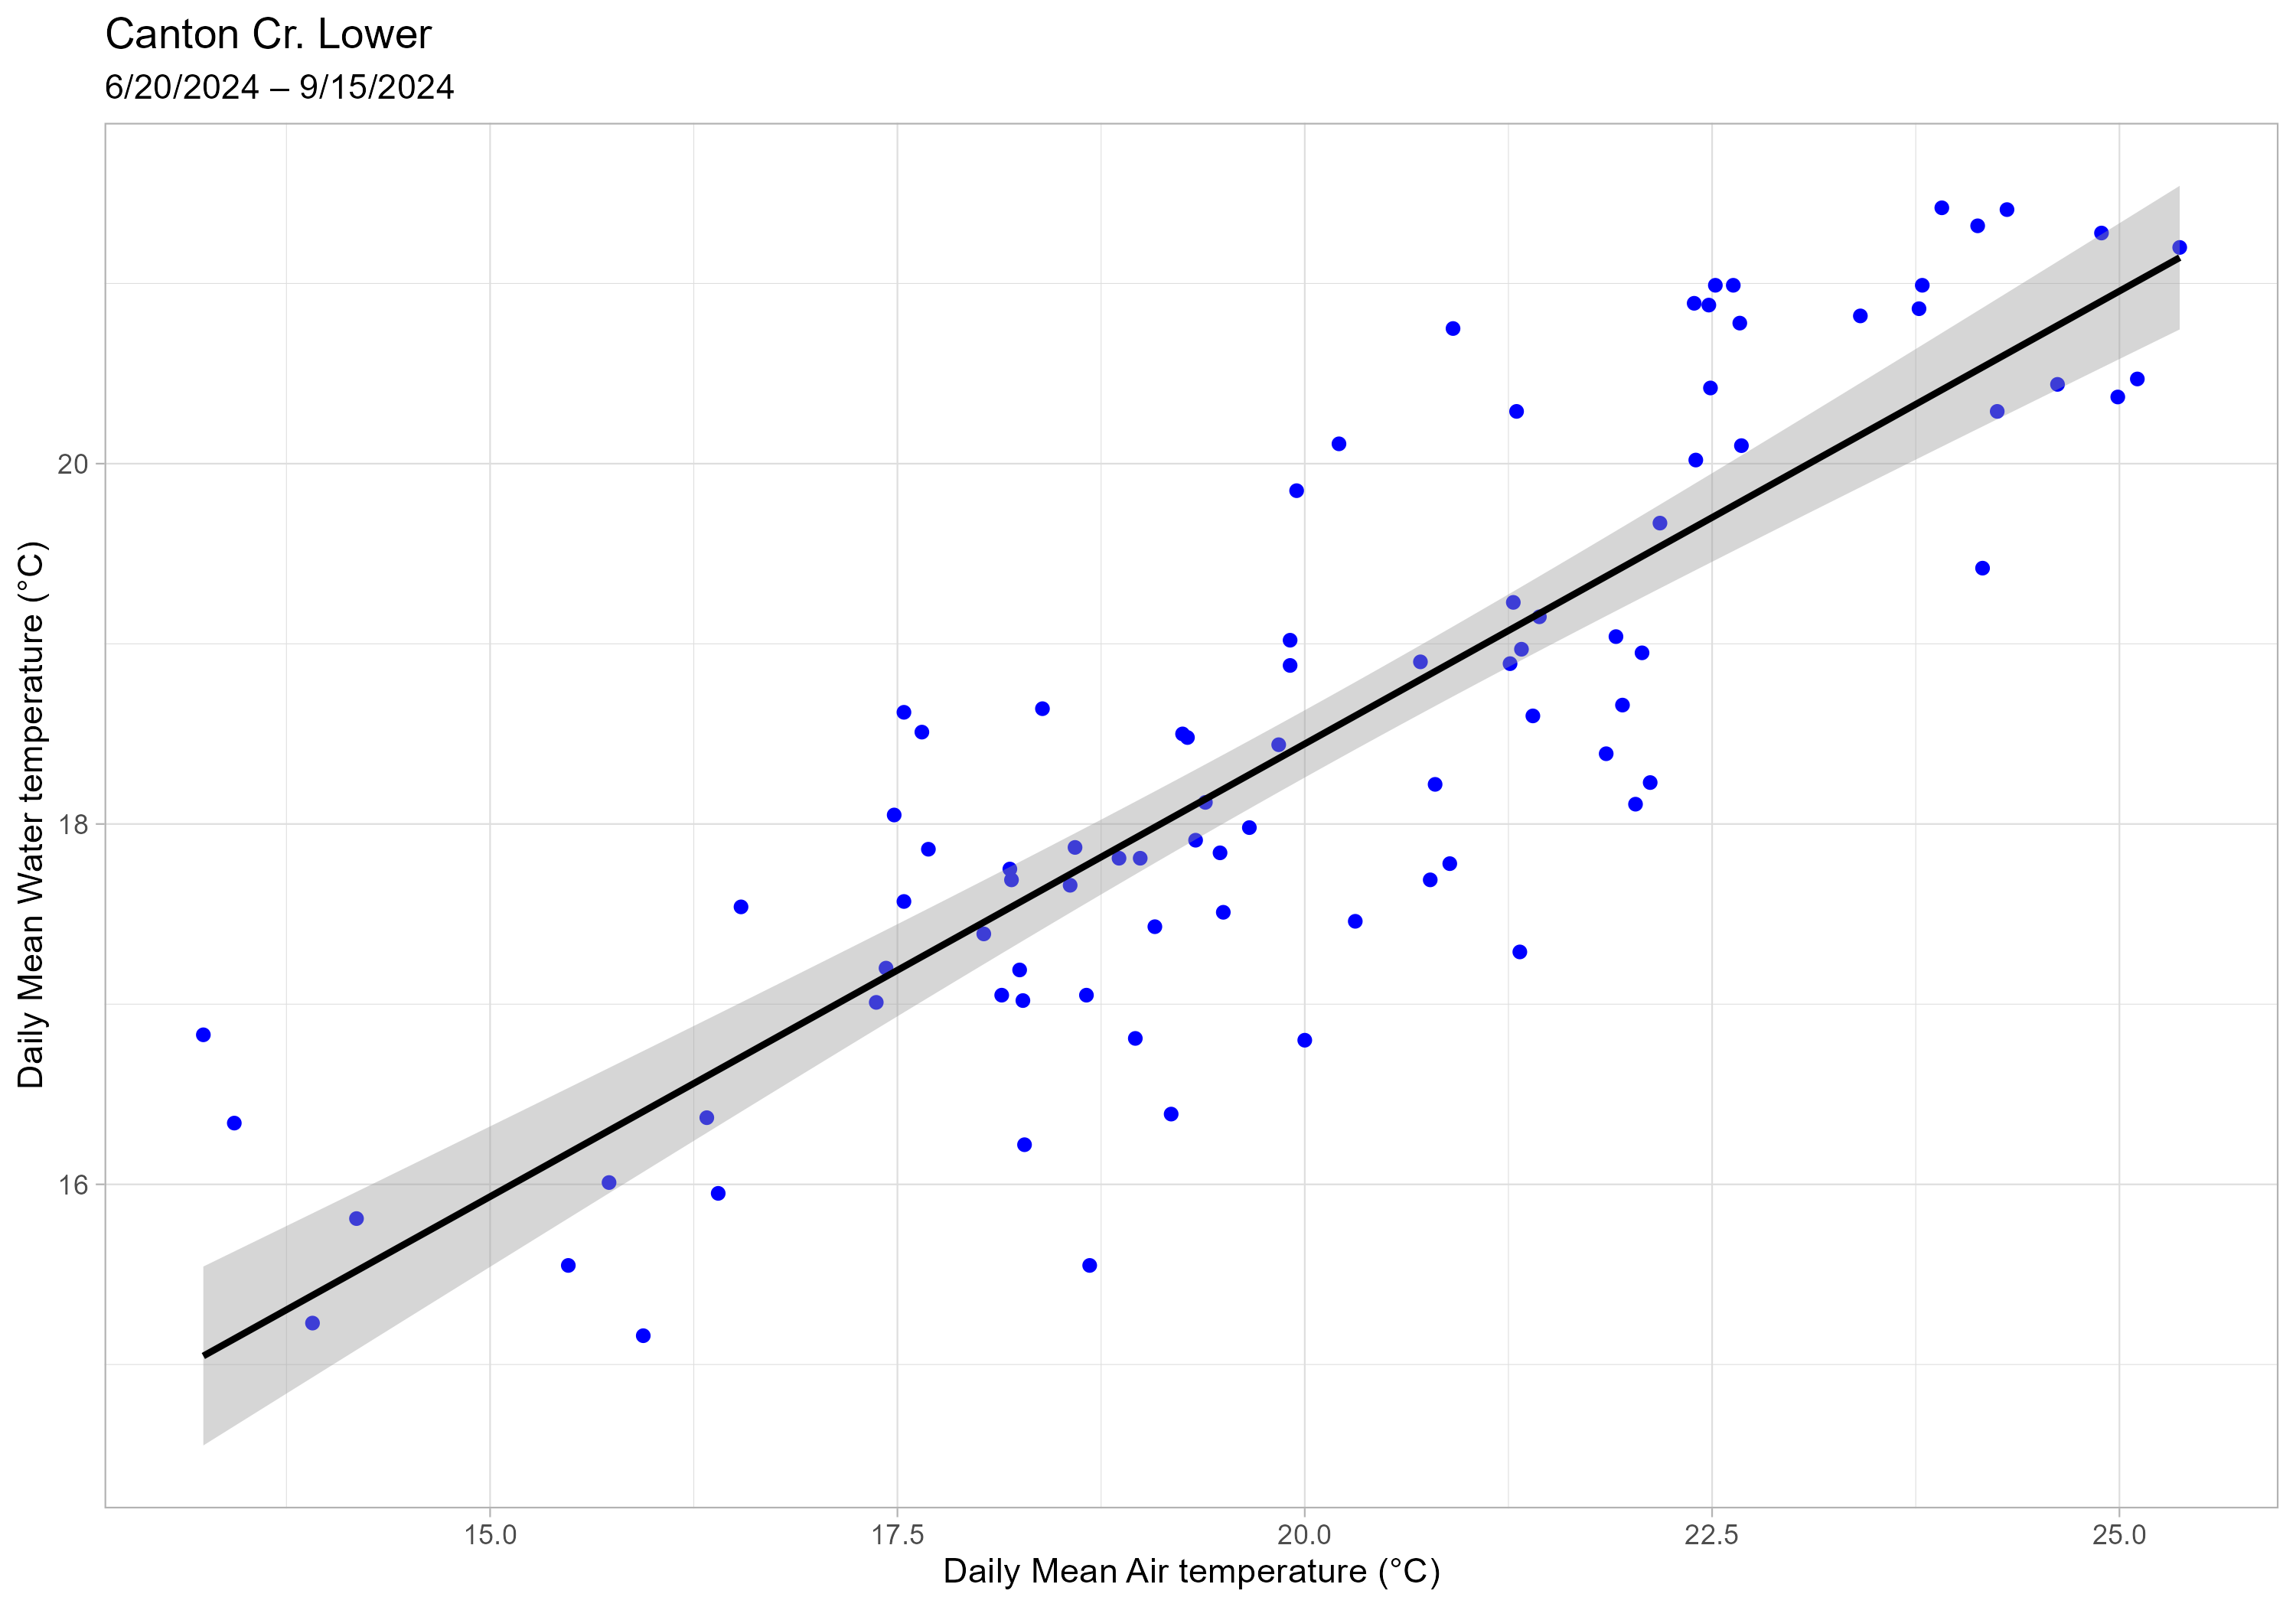 Canton Cr. Lower
6/20/2024 – 9/15/2024
Daily Mean Water temperature (°C)
20
18
16
15.0
17.5
20.0
22.5
25.0
Daily Mean Air temperature (°C)